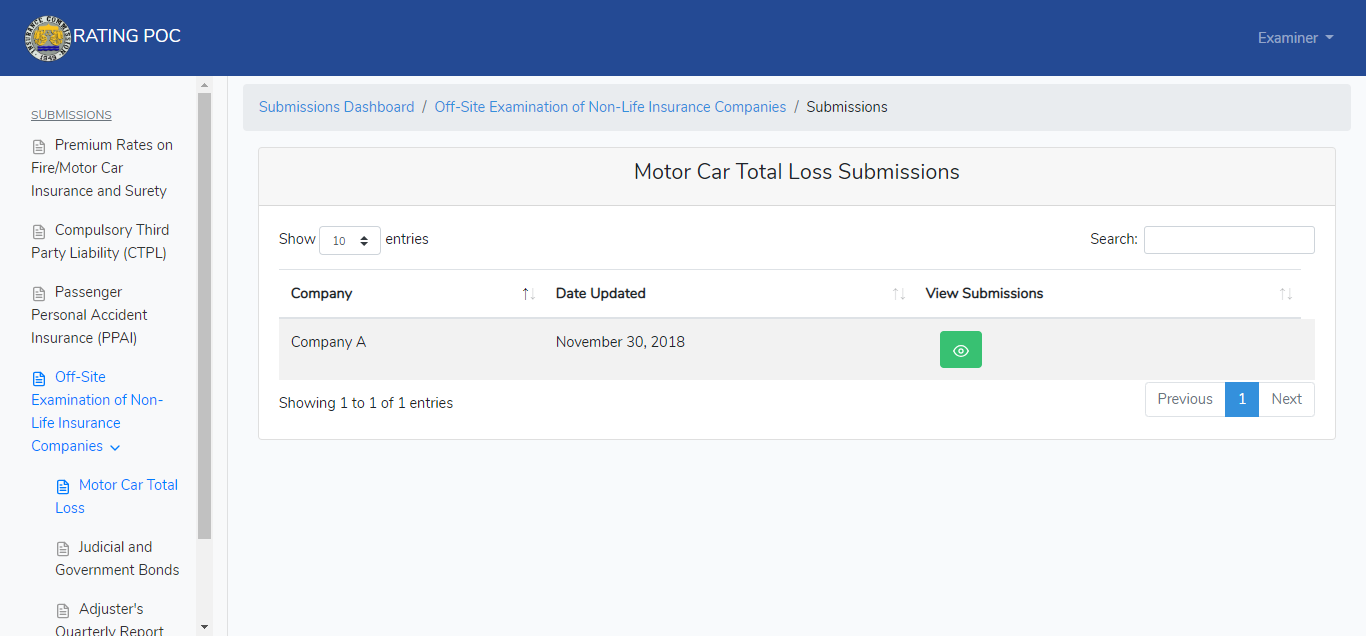 INSURANCE COMMISSION
1949
RATING POC
Examiner
SUBMISSIONS
Premium Rates on
Fire/Motor Car
Insurance and Surety
Compulsory Third
Party Liability (CTPL)
Passenger
Personal Accident
Insurance (PPAI)
Off-Site
Examination of Non-
Life Insurance
Companies
Motor Car Total
Loss
Judicial and
Government Bonds
Adjuster's
Quarterly Report
Submissions Dashboard / Off-Site Examination of Non-Life Insurance Companies / Submissions
Motor Car Total Loss Submissions
Show 10 entries
Search:
Company Date Updated View Submissions
Company A November 30, 2018
Showing 1 to 1 of 1 entries
Previous 1 Next